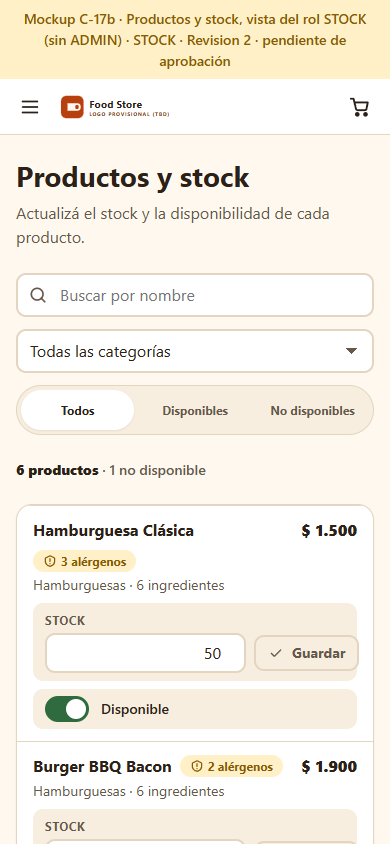 Mockup C-17b · Productos y stock, vista del rol STOCK
(sin ADMIN) · STOCK · Revision 2 · pendiente de
aprobación
Food Store
LOGO PROVISIONAL (TBD)
Productos y stock
Actualizá el stock y la disponibilidad de cada
producto.
Buscar por nombre
Todas las categorías
Todos Disponibles No disponibles
6 productos · 1 no disponible
Hamburguesa Clásica $ 1.500
3 alérgenos
Hamburguesas · 6 ingredientes
STOCK
50 Guardar
Disponible
Burger BBQ Bacon 2 alérgenos $ 1.900
Hamburguesas · 6 ingredientes
STOCK